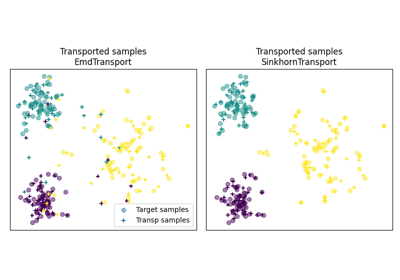 Transported samples
EmdTransport
Transported samples
SinkhornTransport
Target samples
Transp samples